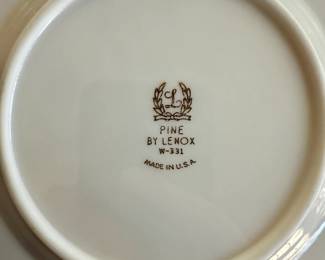 L
PINE
BY LENOX
W-331
MADE IN U.S.A.